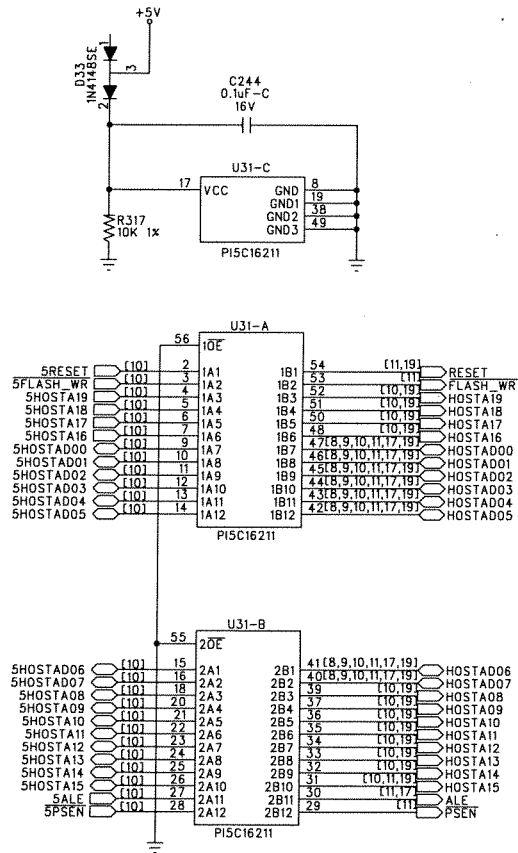 +5V
D33
1N4148SE
1
3
2
C244
0.1uF-C
16V
U31-C
17 VCC GND 8
GND1 19
GND2 38
GND3 49
R317
10K 1%
PI5C16211
U31-A
56 1OE
5RESET [10] 2 1A1 1B1 54 [11,19] RESET
5FLASH_WR [10] 3 1A2 1B2 53 [11] FLASH_WR
5HOSTA19 [10] 4 1A3 1B3 52 [10,19] HOSTA19
5HOSTA18 [10] 5 1A4 1B4 51 [10,19] HOSTA18
5HOSTA17 [10] 6 1A5 1B5 50 [10,19] HOSTA17
5HOSTA16 [10] 7 1A6 1B6 48 [10,19] HOSTA16
5HOSTAD00 [10] 9 1A7 1B7 47 [8,9,10,11,17,19] HOSTAD00
5HOSTAD01 [10] 10 1A8 1B8 46 [8,9,10,11,17,19] HOSTAD01
5HOSTAD02 [10] 11 1A9 1B9 45 [8,9,10,11,17,19] HOSTAD02
5HOSTAD03 [10] 12 1A10 1B10 44 [8,9,10,11,17,19] HOSTAD03
5HOSTAD04 [10] 13 1A11 1B11 43 [8,9,10,11,17,19] HOSTAD04
5HOSTAD05 [10] 14 1A12 1B12 42 [8,9,10,11,17,19] HOSTAD05
PI5C16211
U31-B
55 2OE
5HOSTAD06 [10] 15 2A1 2B1 41 [8,9,10,11,17,19] HOSTAD06
5HOSTAD07 [10] 16 2A2 2B2 40 [8,9,10,11,17,19] HOSTAD07
5HOSTA08 [10] 18 2A3 2B3 39 [10,19] HOSTA08
5HOSTA09 [10] 20 2A4 2B4 37 [10,19] HOSTA09
5HOSTA10 [10] 21 2A5 2B5 36 [10,19] HOSTA10
5HOSTA11 [10] 22 2A6 2B6 35 [10,19] HOSTA11
5HOSTA12 [10] 23 2A7 2B7 34 [10,19] HOSTA12
5HOSTA13 [10] 24 2A8 2B8 33 [10,19] HOSTA13
5HOSTA14 [10] 25 2A9 2B9 32 [10,19] HOSTA14
5HOSTA15 [10] 26 2A10 2B10 31 [10,11,19] HOSTA15
5ALE [10] 27 2A11 2B11 30 [11,17] ALE
5PSEN [10] 28 2A12 2B12 29 [11] PSEN
PI5C16211